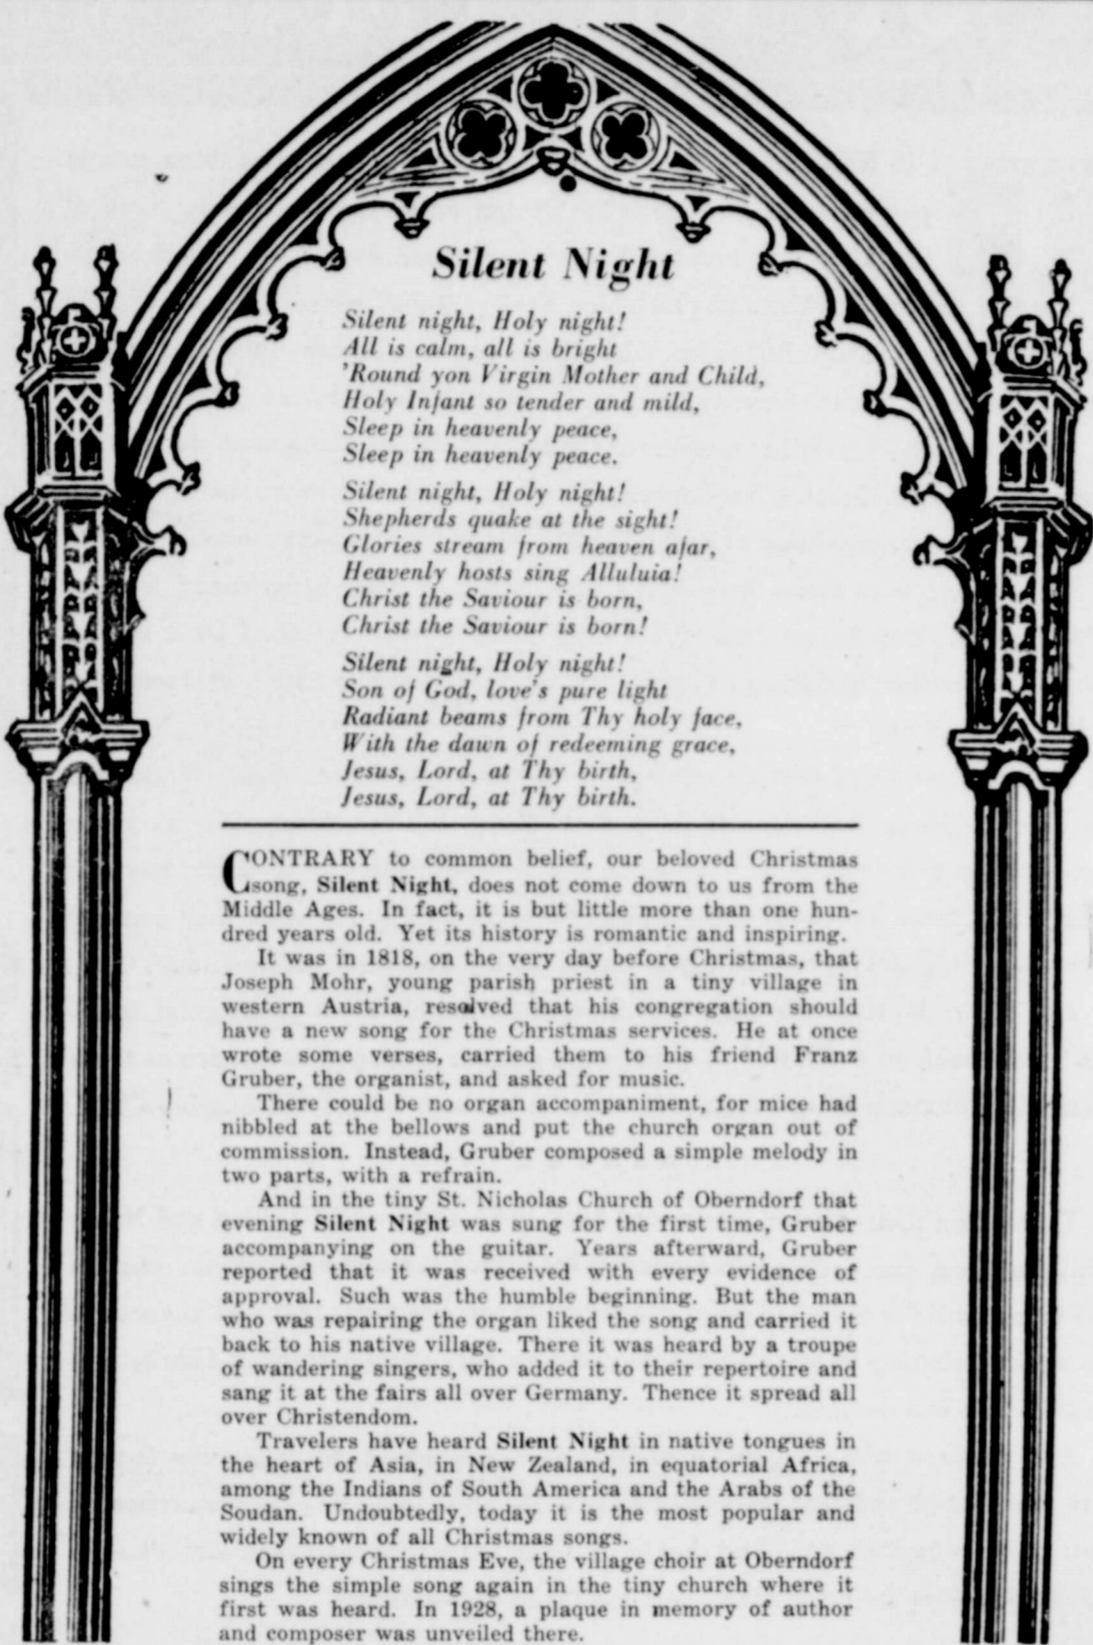 Silent Night
Silent night, Holy night!
All is calm, all is bright
'Round yon Virgin Mother and Child,
Holy Infant so tender and mild,
Sleep in heavenly peace,
Sleep in heavenly peace.
Silent night, Holy night!
Shepherds quake at the sight!
Glories stream from heaven afar,
Heavenly hosts sing Alluluia!
Christ the Saviour is born,
Christ the Saviour is born!
Silent night, Holy night!
Son of God, love's pure light
Radiant beams from Thy holy face,
With the dawn of redeeming grace,
Jesus, Lord, at Thy birth,
Jesus, Lord, at Thy birth.
CONTRARY to common belief, our beloved Christmas
song, Silent Night, does not come down to us from the
Middle Ages. In fact, it is but little more than one hun-
dred years old. Yet its history is romantic and inspiring.
It was in 1818, on the very day before Christmas, that
Joseph Mohr, young parish priest in a tiny village in
western Austria, resolved that his congregation should
have a new song for the Christmas services. He at once
wrote some verses, carried them to his friend Franz
Gruber, the organist, and asked for music.
There could be no organ accompaniment, for mice had
nibbled at the bellows and put the church organ out of
commission. Instead, Gruber composed a simple melody in
two parts, with a refrain.
And in the tiny St. Nicholas Church of Oberndorf that
evening Silent Night was sung for the first time, Gruber
accompanying on the guitar. Years afterward, Gruber
reported that it was received with every evidence of
approval. Such was the humble beginning. But the man
who was repairing the organ liked the song and carried it
back to his native village. There it was heard by a troupe
of wandering singers, who added it to their repertoire and
sang it at the fairs all over Germany. Thence it spread all
over Christendom.
Travelers have heard Silent Night in native tongues in
the heart of Asia, in New Zealand, in equatorial Africa,
among the Indians of South America and the Arabs of the
Soudan. Undoubtedly, today it is the most popular and
widely known of all Christmas songs.
On every Christmas Eve, the village choir at Oberndorf
sings the simple song again in the tiny church where it
first was heard. In 1928, a plaque in memory of author
and composer was unveiled there.